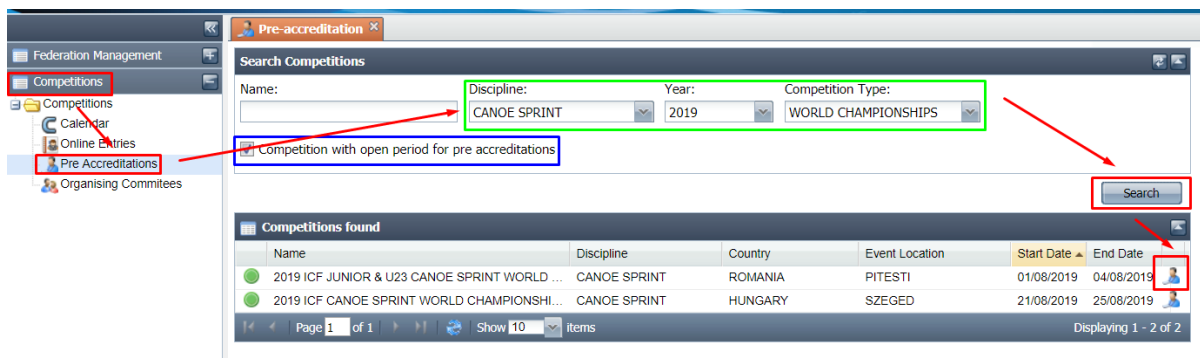 Pre-accreditation
Federation Management
Competitions
Competitions
Calendar
Online Entries
Pre Accreditations
Organising Commitees
Search Competitions
Name:
Discipline:
Year:
Competition Type:
CANOE SPRINT
2019
WORLD CHAMPIONSHIPS
Competition with open period for pre accreditations
Search
Competitions found
Name Discipline Country Event Location Start Date End Date
2019 ICF JUNIOR & U23 CANOE SPRINT WORLD ... CANOE SPRINT ROMANIA PITESTI 01/08/2019 04/08/2019
2019 ICF CANOE SPRINT WORLD CHAMPIONSHI... CANOE SPRINT HUNGARY SZEGED 21/08/2019 25/08/2019
Page 1 of 1 Show 10 items Displaying 1 - 2 of 2